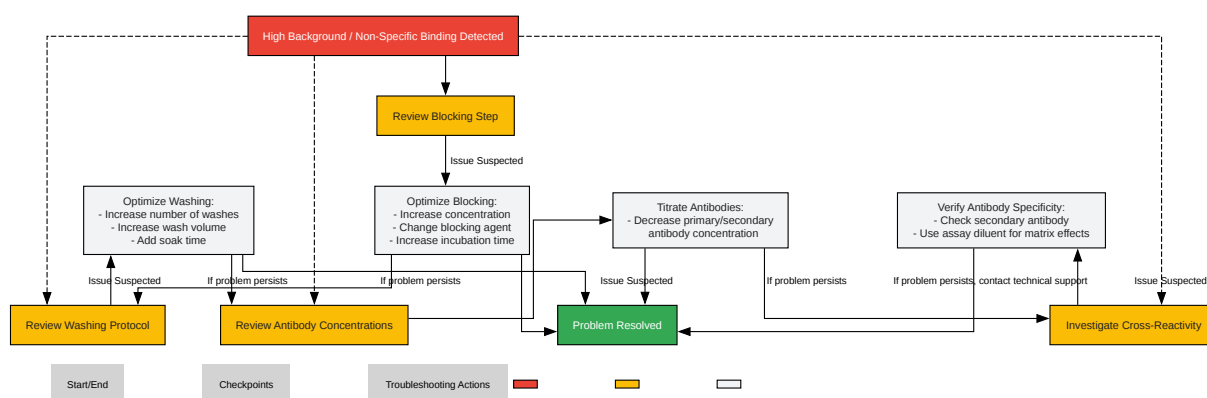 High Background / Non-Specific Binding Detected
Review Blocking Step
Issue Suspected
Optimize Washing:
- Increase number of washes
- Increase wash volume
- Add soak time
Optimize Blocking:
- Increase concentration
- Change blocking agent
- Increase incubation time
Titrate Antibodies:
- Decrease primary/secondary
antibody concentration
Verify Antibody Specificity:
- Check secondary antibody
- Use assay diluent for matrix effects
Issue Suspected
If problem persists
If problem persists
Issue Suspected
If problem persists
If problem persists, contact technical support
Issue Suspected
Review Washing Protocol
Review Antibody Concentrations
Problem Resolved
Investigate Cross-Reactivity
Start/End
Checkpoints
Troubleshooting Actions